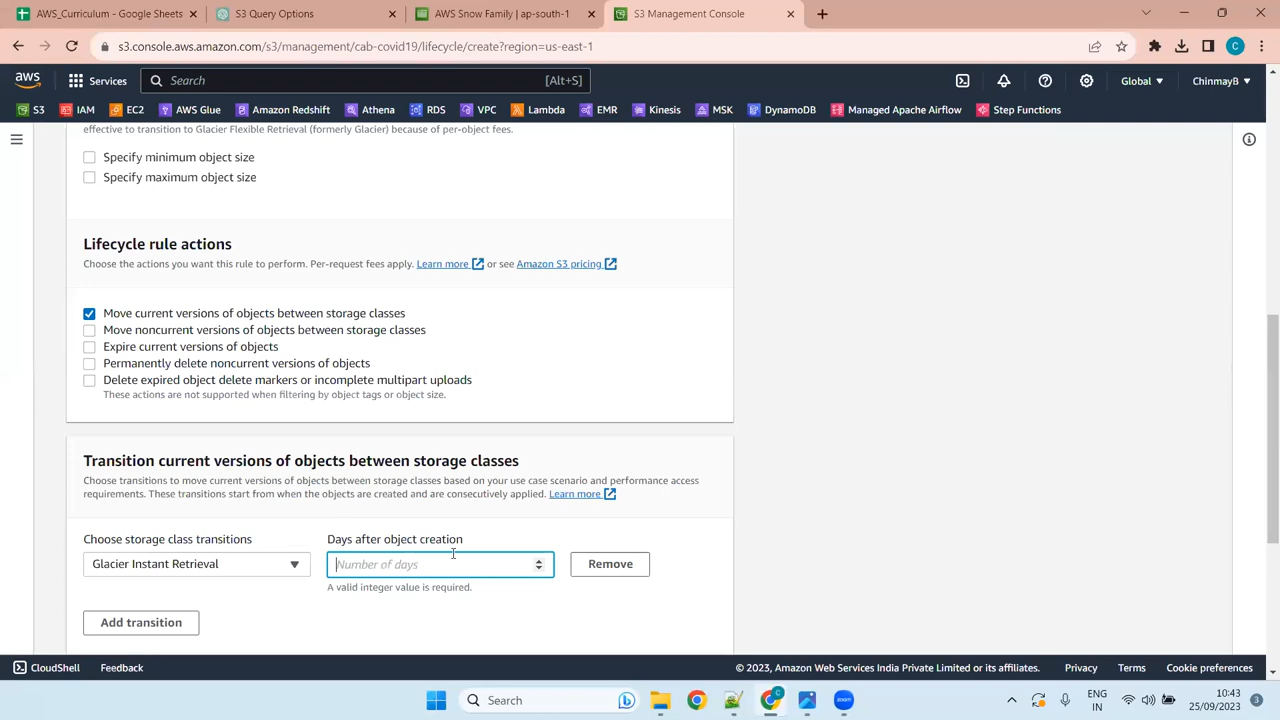 AWS_Curriculum - Google Sheets
S3 Query Options
AWS Snow Family | ap-south-1
S3 Management Console
s3.console.aws.amazon.com/s3/management/cab-covid19/lifecycle/create?region=us-east-1
C
aws
Services
Search
[Alt+S]
Global
ChinmayB
S3
IAM
EC2
AWS Glue
Amazon Redshift
Athena
RDS
VPC
Lambda
EMR
Kinesis
MSK
DynamoDB
Managed Apache Airflow
Step Functions
effective to transition to Glacier Flexible Retrieval (formerly Glacier) because of per-object fees.
Specify minimum object size
Specify maximum object size
Lifecycle rule actions
Choose the actions you want this rule to perform. Per-request fees apply. Learn more or see Amazon S3 pricing
Move current versions of objects between storage classes
Move noncurrent versions of objects between storage classes
Expire current versions of objects
Permanently delete noncurrent versions of objects
Delete expired object delete markers or incomplete multipart uploads
These actions are not supported when filtering by object tags or object size.
Transition current versions of objects between storage classes
Choose transitions to move current versions of objects between storage classes based on your use case scenario and performance access
requirements. These transitions start from when the objects are created and are consecutively applied. Learn more
Choose storage class transitions
Days after object creation
Glacier Instant Retrieval
Number of days
Remove
A valid integer value is required.
Add transition
CloudShell
Feedback
© 2023, Amazon Web Services India Private Limited or its affiliates.
Privacy
Terms
Cookie preferences
Search
C
zoom
ENG
IN
10:43
25/09/2023
3